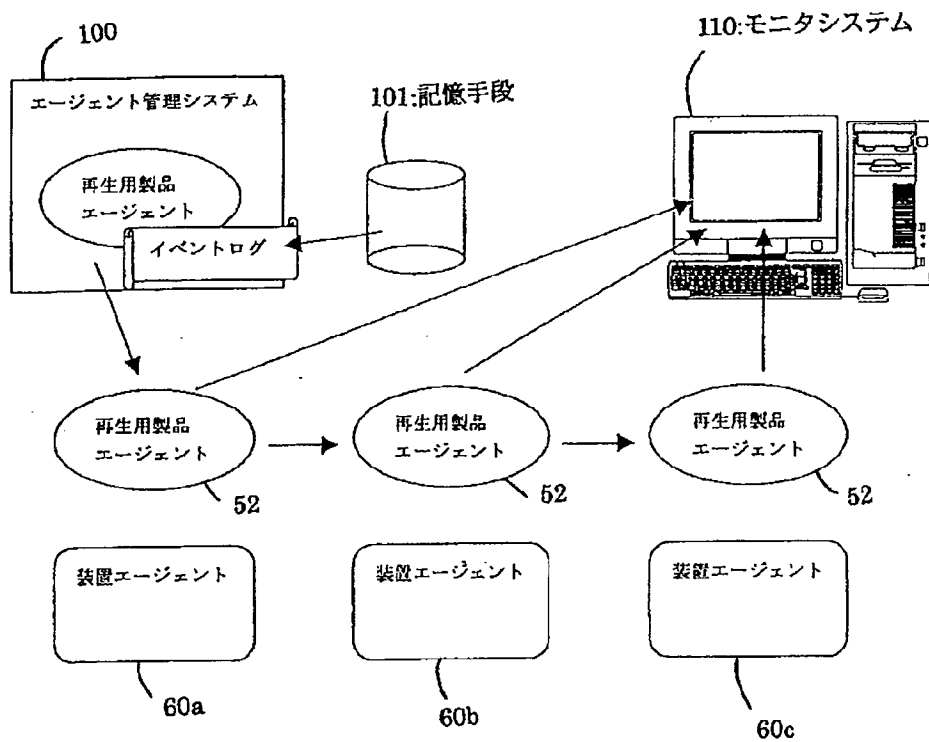 100
110:モニタシステム
エージェント管理システム
101:記憶手段
再生用製品
エージェント
イベントログ
再生用製品
エージェント
再生用製品
エージェント
再生用製品
エージェント
52
52
52
装置エージェント
装置エージェント
装置エージェント
60a
60b
60c